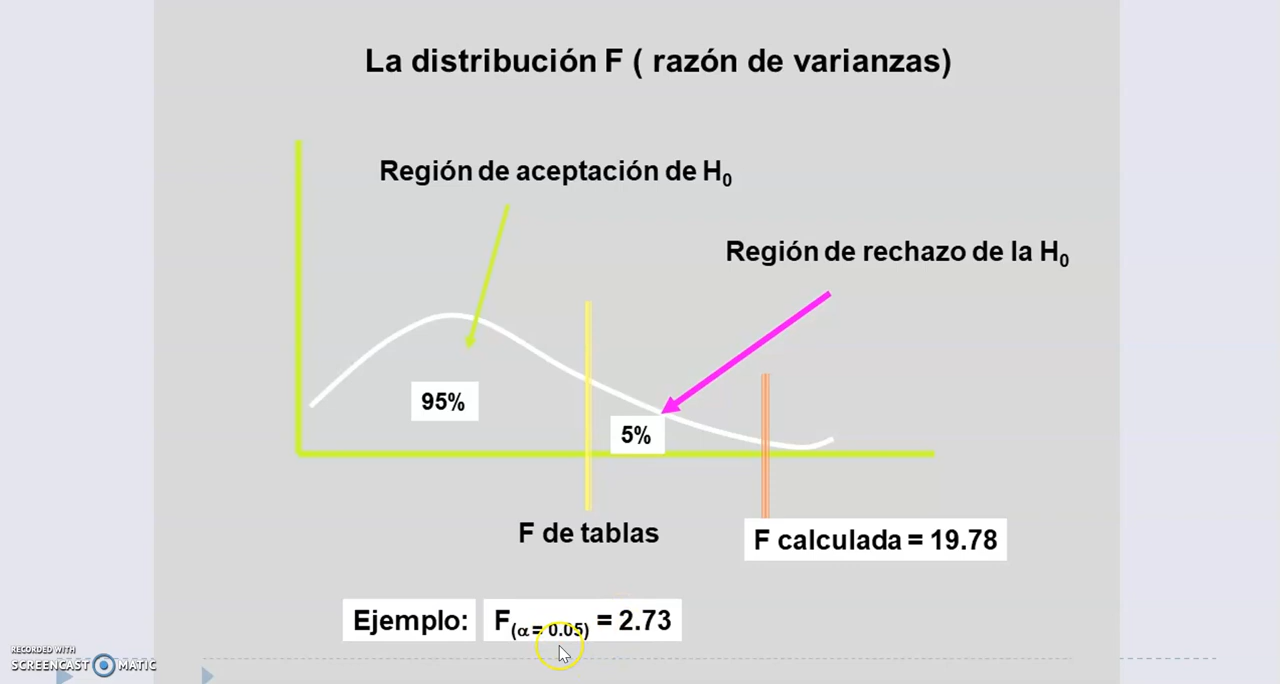 La distribución F ( razón de varianzas)
Región de aceptación de H₀
Región de rechazo de la H₀
95%
5%
F de tablas
F calculada = 19.78
Ejemplo: F(α = 0.05) = 2.73
RECORDED WITH
SCREENCAST MATIC